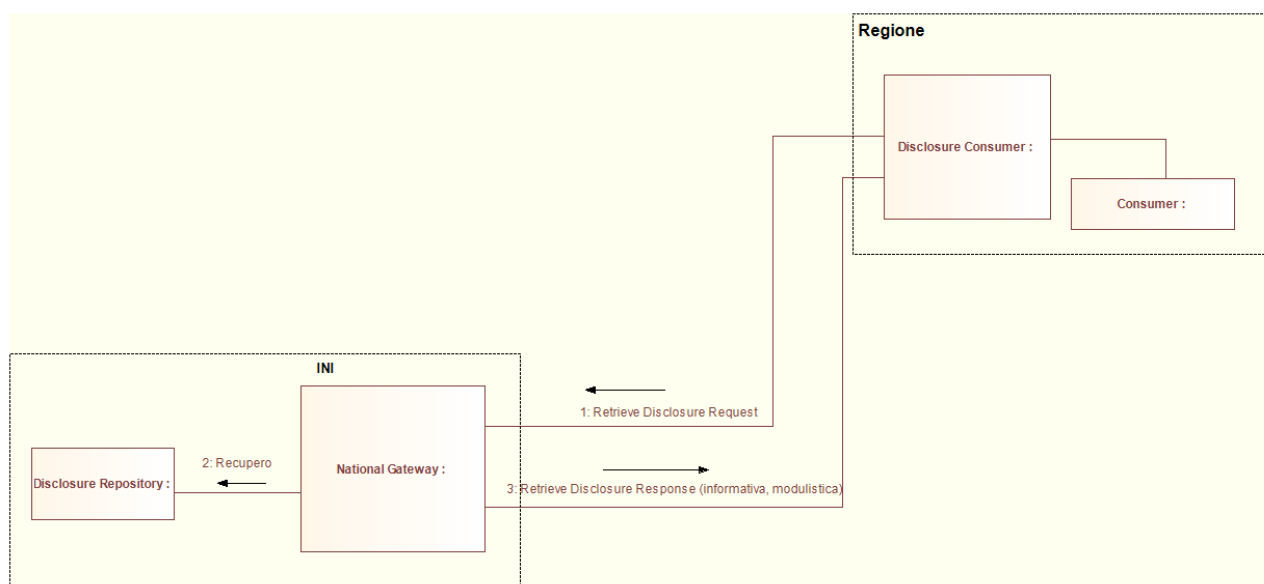 Regione
Disclosure Consumer :
Consumer :
INI
1: Retrieve Disclosure Request
2: Recupero
National Gateway :
Disclosure Repository :
3: Retrieve Disclosure Response (informativa, modulistica)